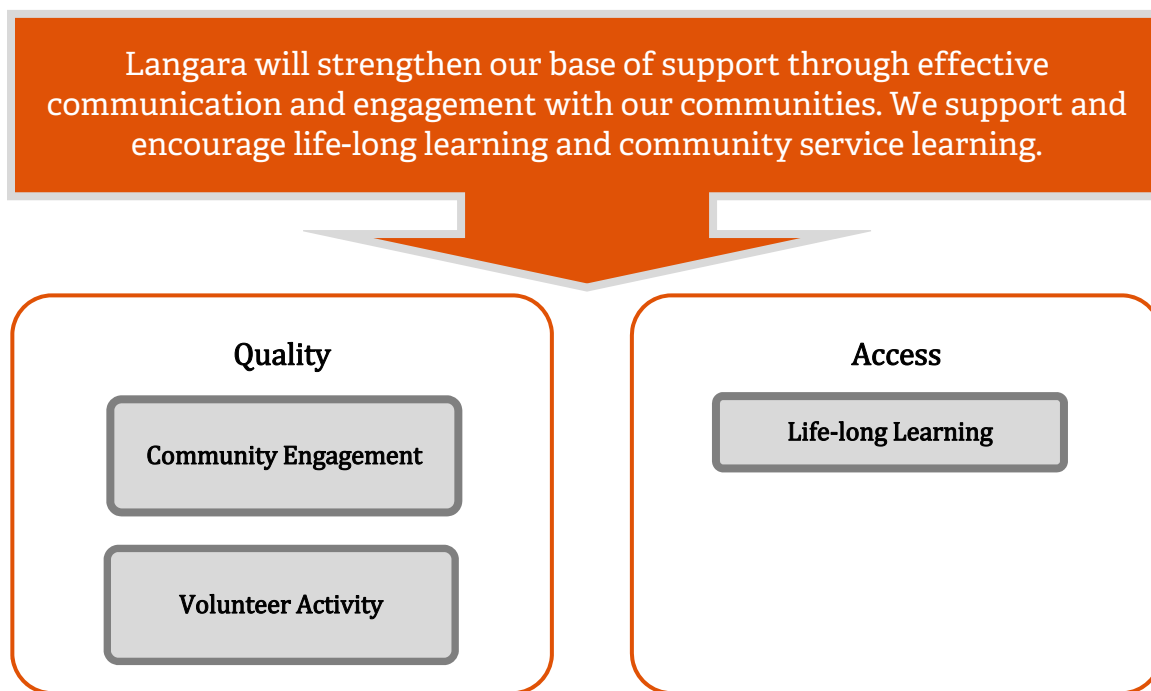 Langara will strengthen our base of support through effective
communication and engagement with our communities. We support and
encourage life-long learning and community service learning.
Quality
Community Engagement
Volunteer Activity
Access
Life-long Learning